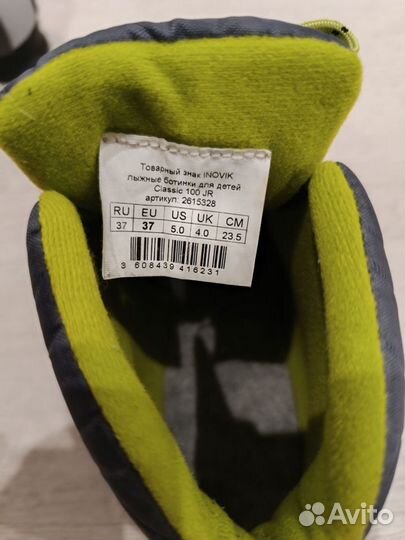 Товарный знак INOVIK
лыжные ботинки для детей
Classic 100 JR
артикул: 2615328
RU EU US UK CM
37 37 5.0 4.0 23.5
3 608439 416231
Avito